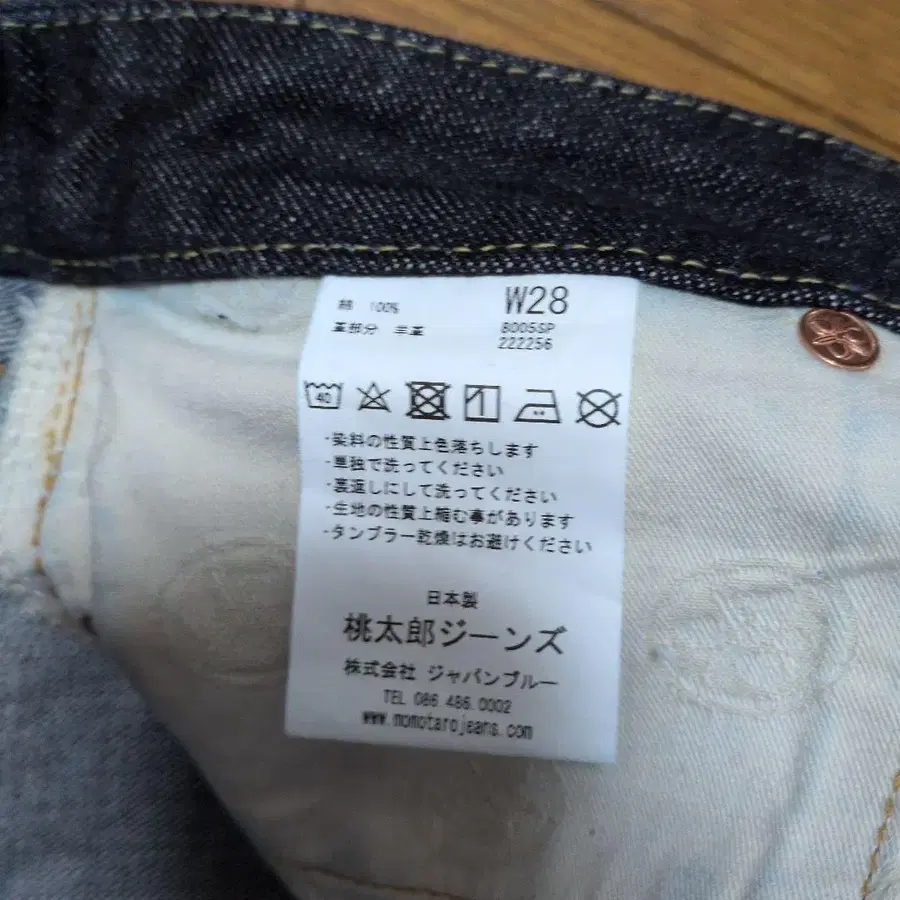 綿 100%
革部分 羊革
W28
8005SP
222256
40
・染料の性質上色落ちします
・単独で洗ってください
・裏返しにして洗ってください
・生地の性質上縮む事があります
・タンブラー乾燥はお避けください
日本製
桃太郎ジーンズ
株式会社 ジャパンブルー
TEL 086.486.0002
www.momotarojeans.com